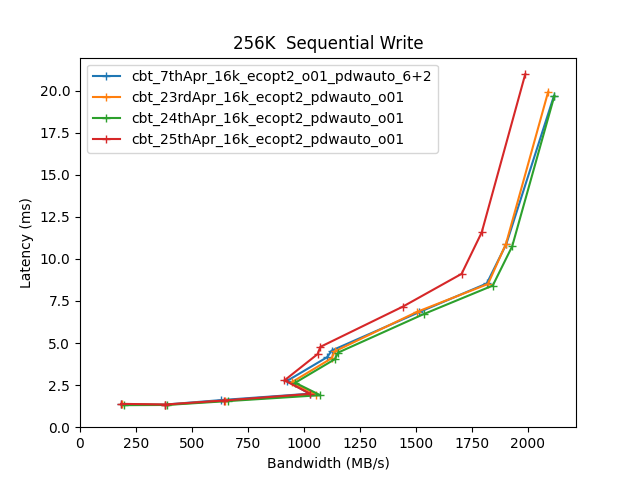 256K  Sequential Write
cbt_7thApr_16k_ecopt2_o01_pdwauto_6+2
cbt_23rdApr_16k_ecopt2_pdwauto_o01
cbt_24thApr_16k_ecopt2_pdwauto_o01
cbt_25thApr_16k_ecopt2_pdwauto_o01
Latency (ms)
20.0
17.5
15.0
12.5
10.0
7.5
5.0
2.5
0.0
0 250 500 750 1000 1250 1500 1750 2000
Bandwidth (MB/s)